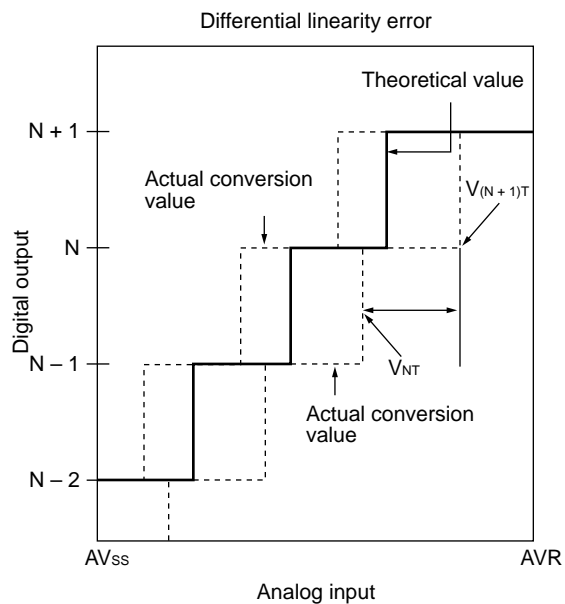 Differential linearity error
Theoretical value
N + 1
Actual conversion
value
V(N + 1)T
N
Digital output
N – 1
VNT
Actual conversion
value
N – 2
AVSS
AVR
Analog input